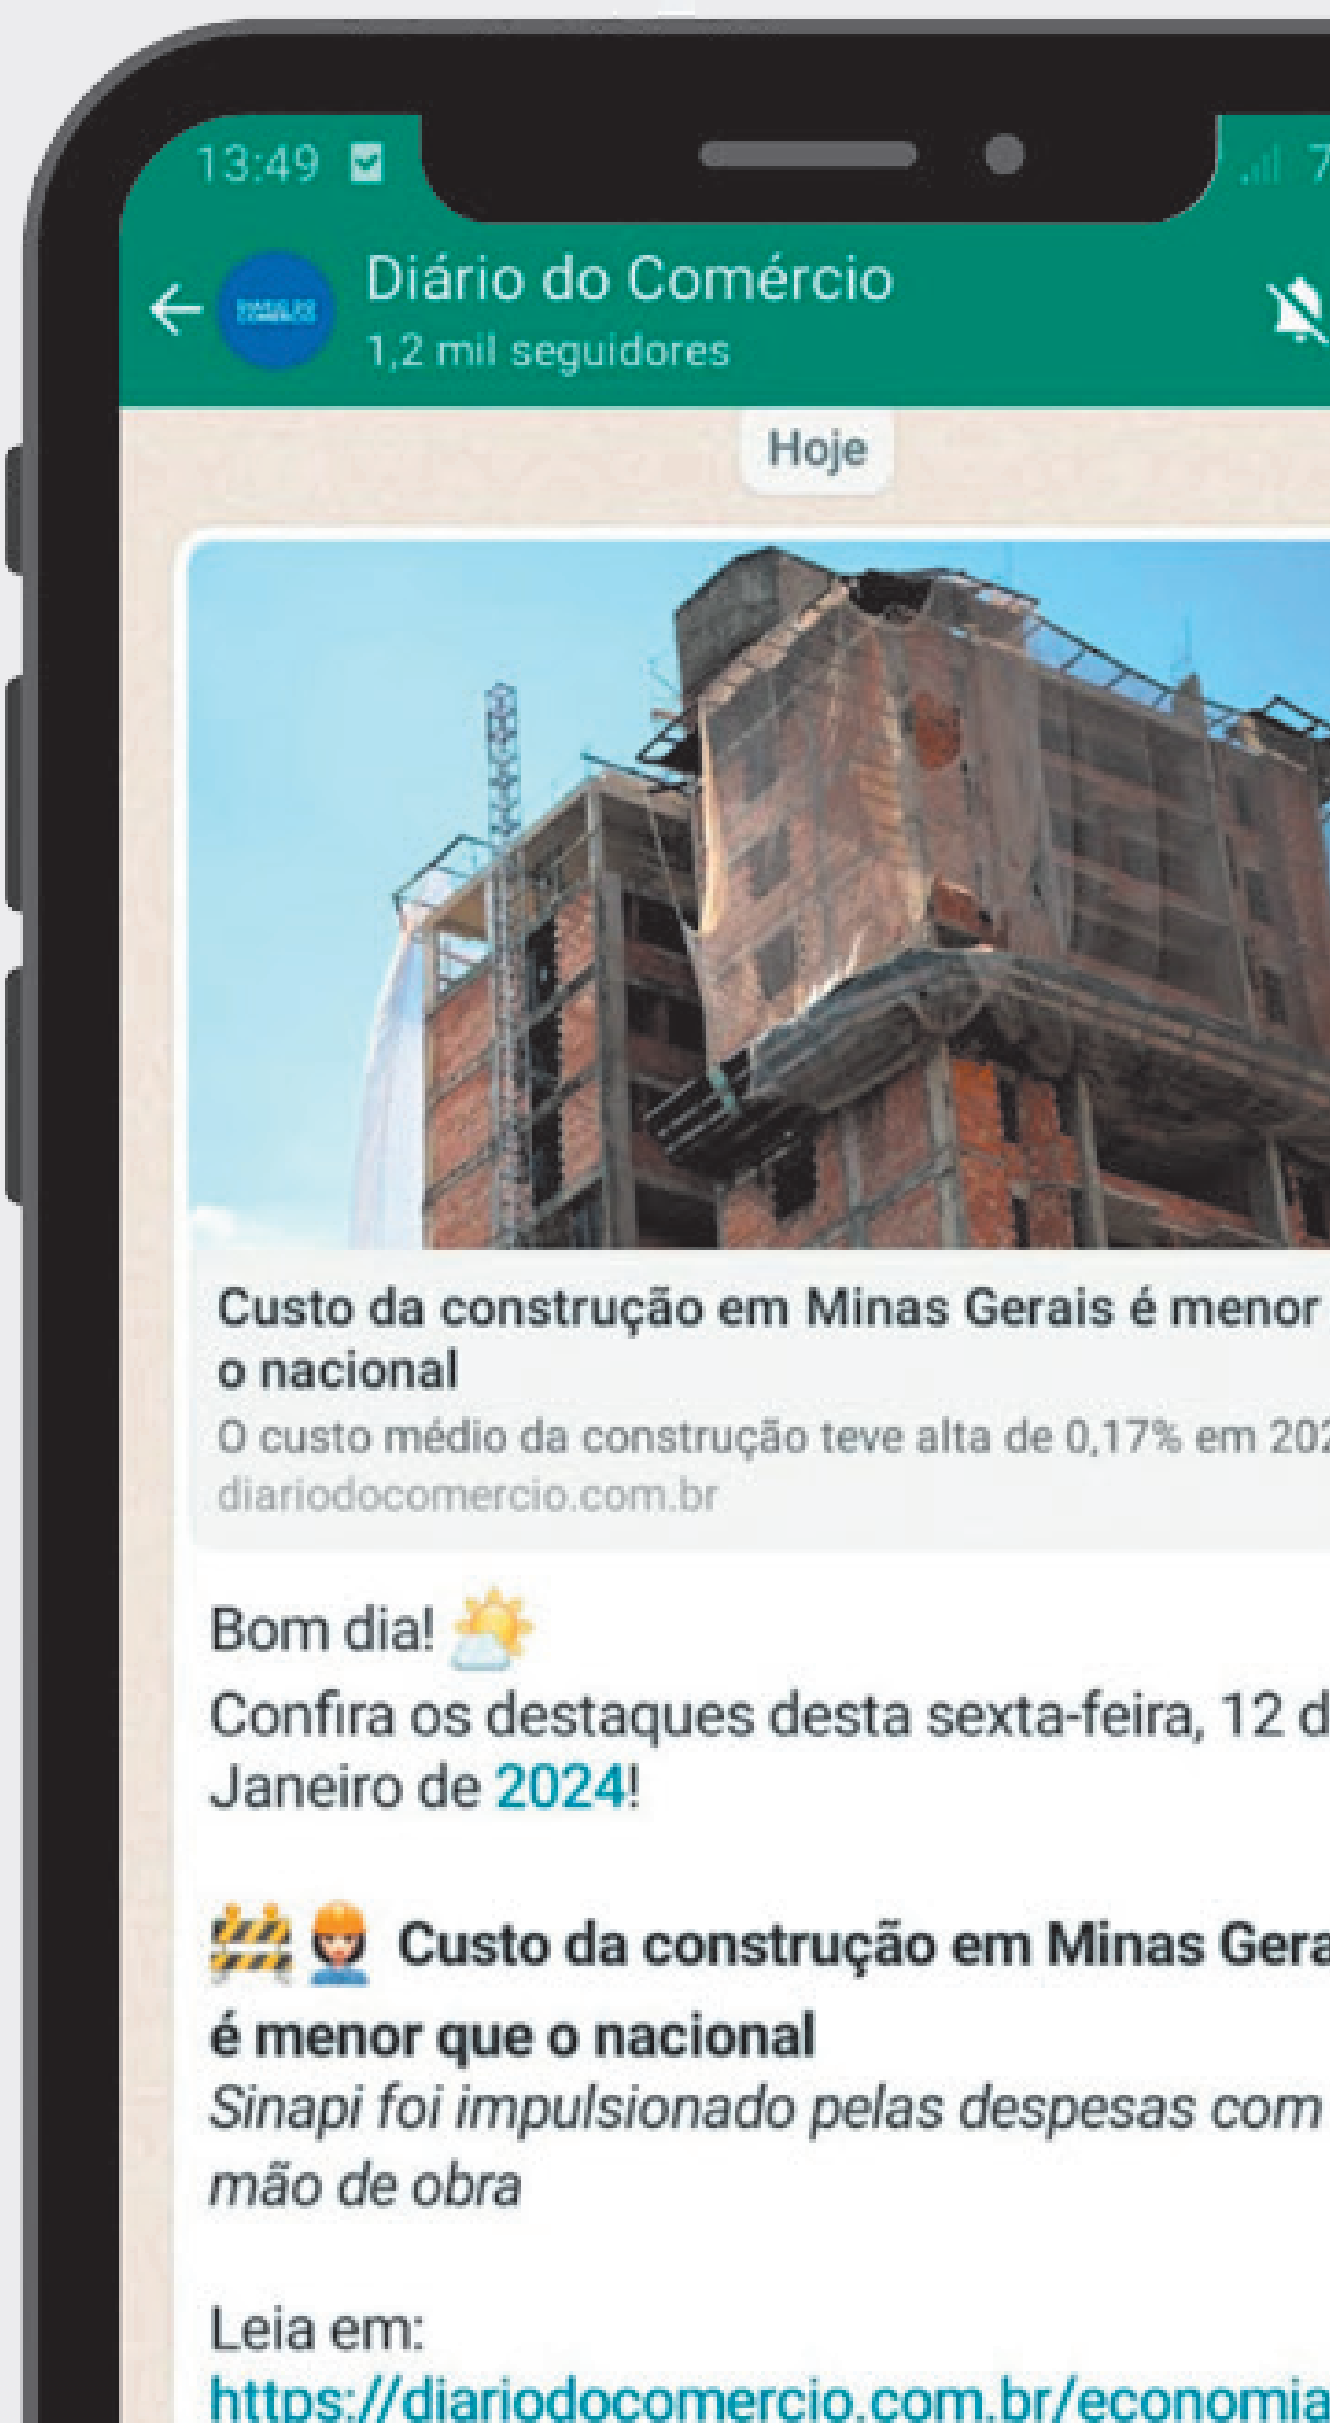 13:49
7
Diário do Comércio
1,2 mil seguidores
Hoje
Custo da construção em Minas Gerais é menor
o nacional
O custo médio da construção teve alta de 0,17% em 202
diariodocomercio.com.br
Bom dia!
Confira os destaques desta sexta-feira, 12 d
Janeiro de 2024!
Custo da construção em Minas Gera
é menor que o nacional
Sinapi foi impulsionado pelas despesas com
mão de obra
Leia em:
https://diariodocomercio.com.br/economia